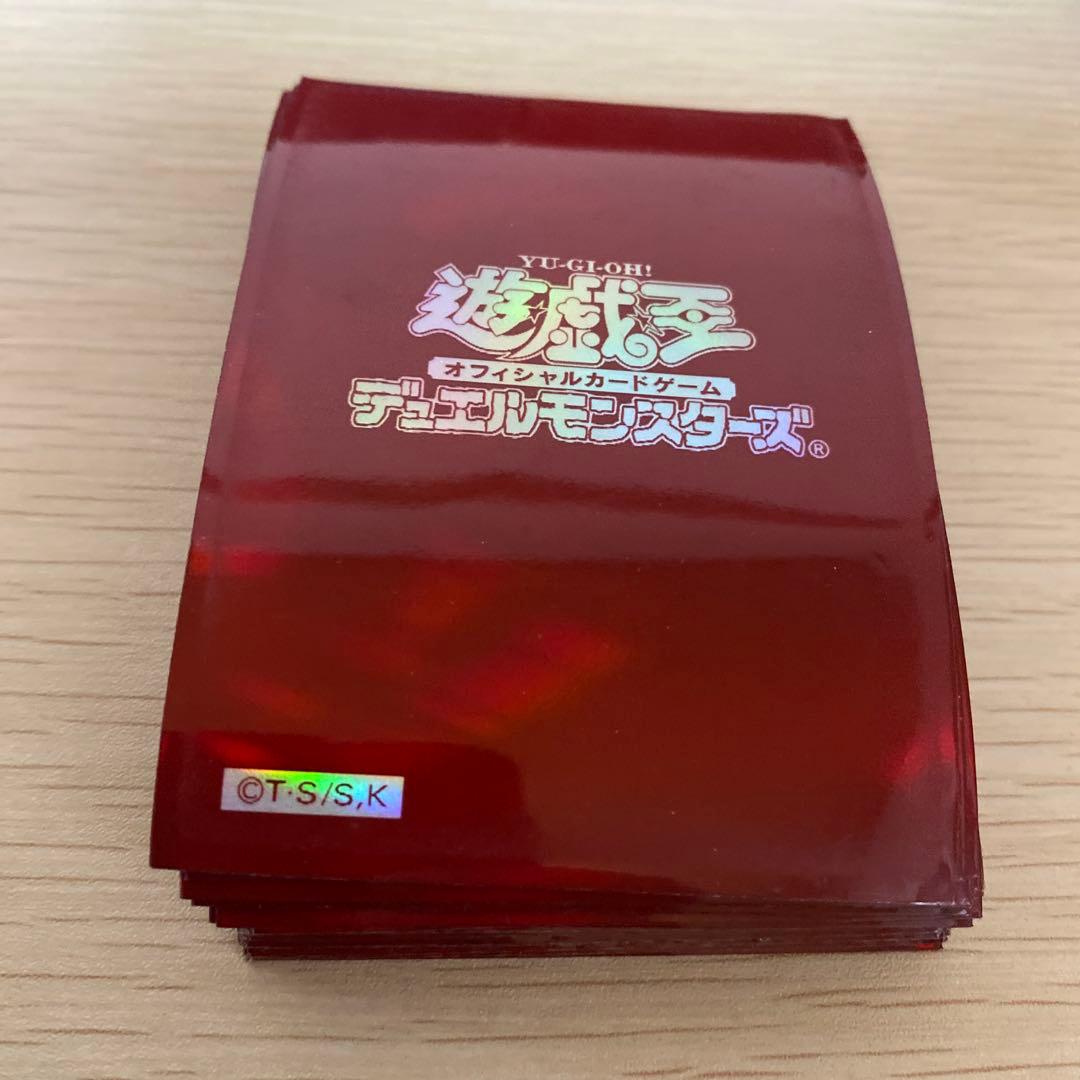 YU-GI-OH!
遊戯王
オフィシャルカードゲーム
デュエルモンスターズ®
©T·S/S,K